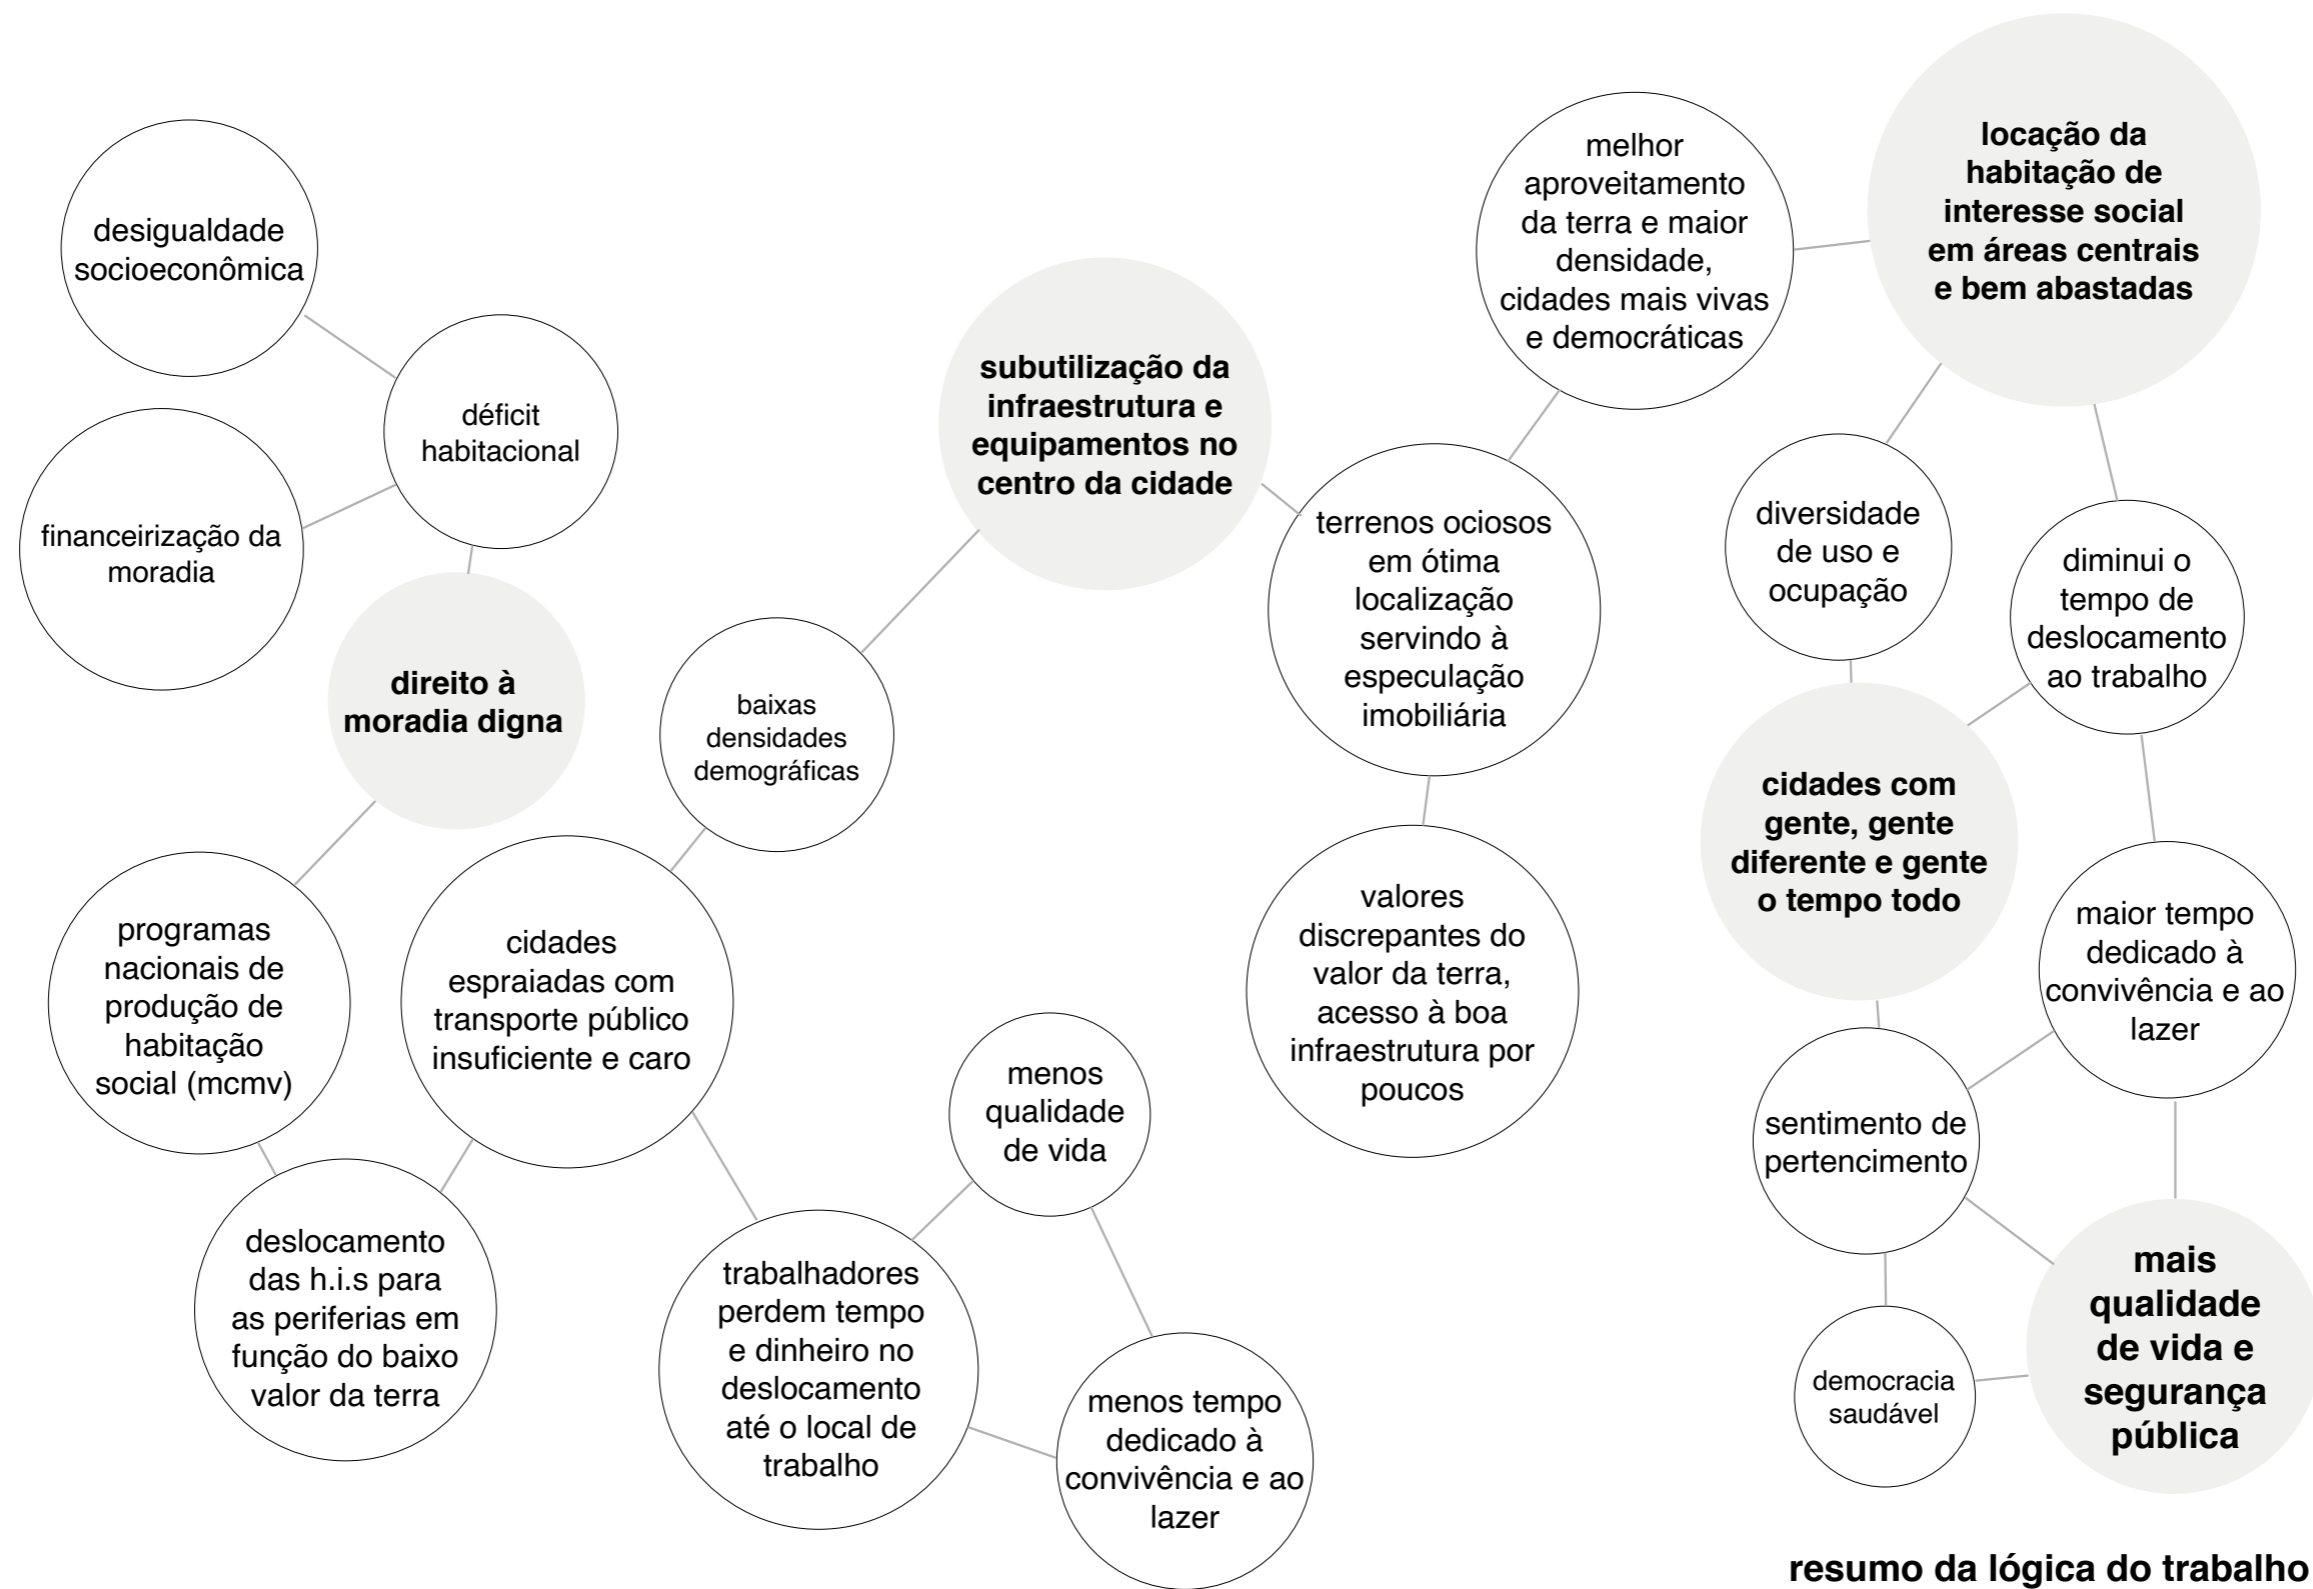 desigualdade
socioeconômica
déficit
habitacional
financeirização da
moradia
direito à
moradia digna
programas
nacionais de
produção de
habitação
social (mcmv)
deslocamento
das h.i.s para
as periferias em
função do baixo
valor da terra
cidades
espraiadas com
transporte público
insuficiente e caro
baixas
densidades
demográficas
subutilização da
infraestrutura e
equipamentos no
centro da cidade
trabalhadores
perdem tempo
e dinheiro no
deslocamento
até o local de
trabalho
menos
qualidade
de vida
menos tempo
dedicado à
convivência e ao
lazer
terrenos ociosos
em ótima
localização
servindo à
especulação
imobiliária
valores
discrepantes do
valor da terra,
acesso à boa
infraestrutura por
poucos
melhor
aproveitamento
da terra e maior
densidade,
cidades mais vivas
e democráticas
locação da
habitação de
interesse social
em áreas centrais
e bem abastadas
diversidade
de uso e
ocupação
diminui o
tempo de
deslocamento
ao trabalho
cidades com
gente, gente
diferente e gente
o tempo todo
maior tempo
dedicado à
convivência e ao
lazer
sentimento de
pertencimento
democracia
saudável
mais
qualidade
de vida e
segurança
pública
resumo da lógica do trabalho